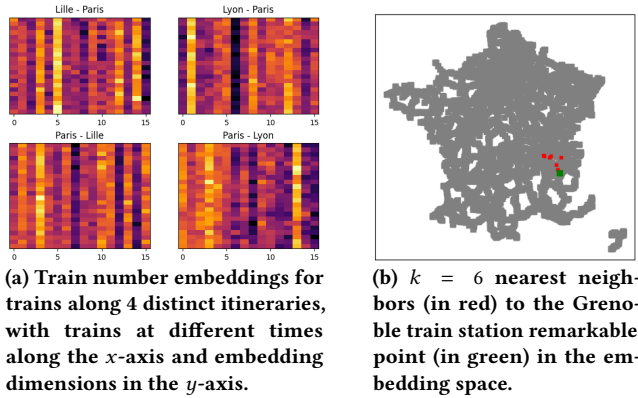 Lille - Paris
Lyon - Paris
0 5 10 15
0 5 10 15
Paris - Lille
Paris - Lyon
0 5 10 15
0 5 10 15
(a) Train number embeddings for
trains along 4 distinct itineraries,
with trains at different times
along the x-axis and embedding
dimensions in the y-axis.
(b) k = 6 nearest neigh-
bors (in red) to the Greno-
ble train station remarkable
point (in green) in the em-
bedding space.